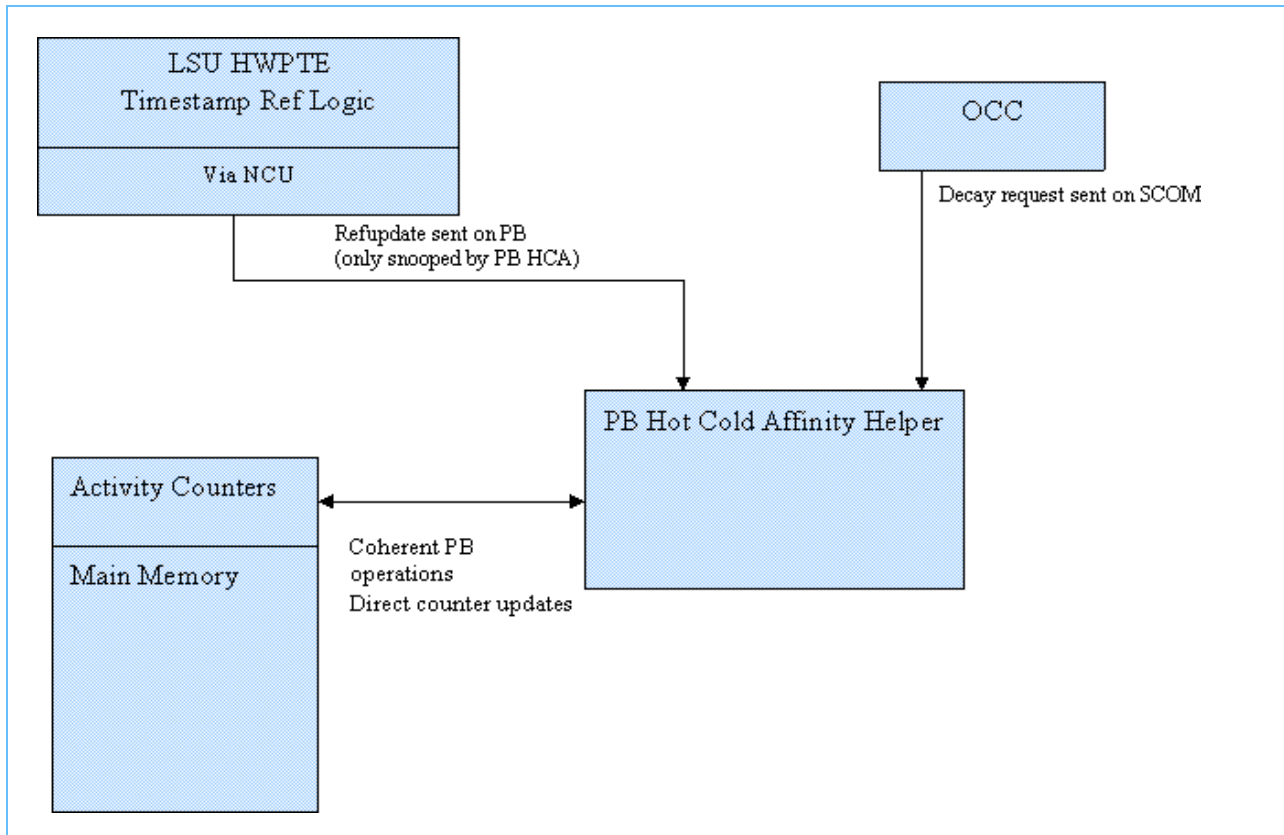 LSU HWPTE
Timestamp Ref Logic
Via NCU
OCC
Decay request sent on SCOM
Refupdate sent on PB
(only snooped by PB HCA)
PB Hot Cold Affinity Helper
Activity Counters
Main Memory
Coherent PB
operations
Direct counter updates